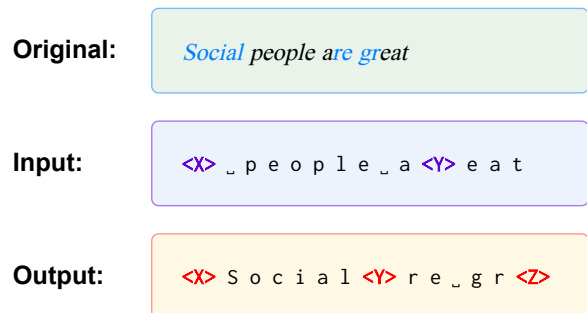 Original: Social people are great
Input: <X> ␣ p e o p l e ␣ a <Y> e a t
Output: <X> S o c i a l <Y> r e ␣ g r <Z>